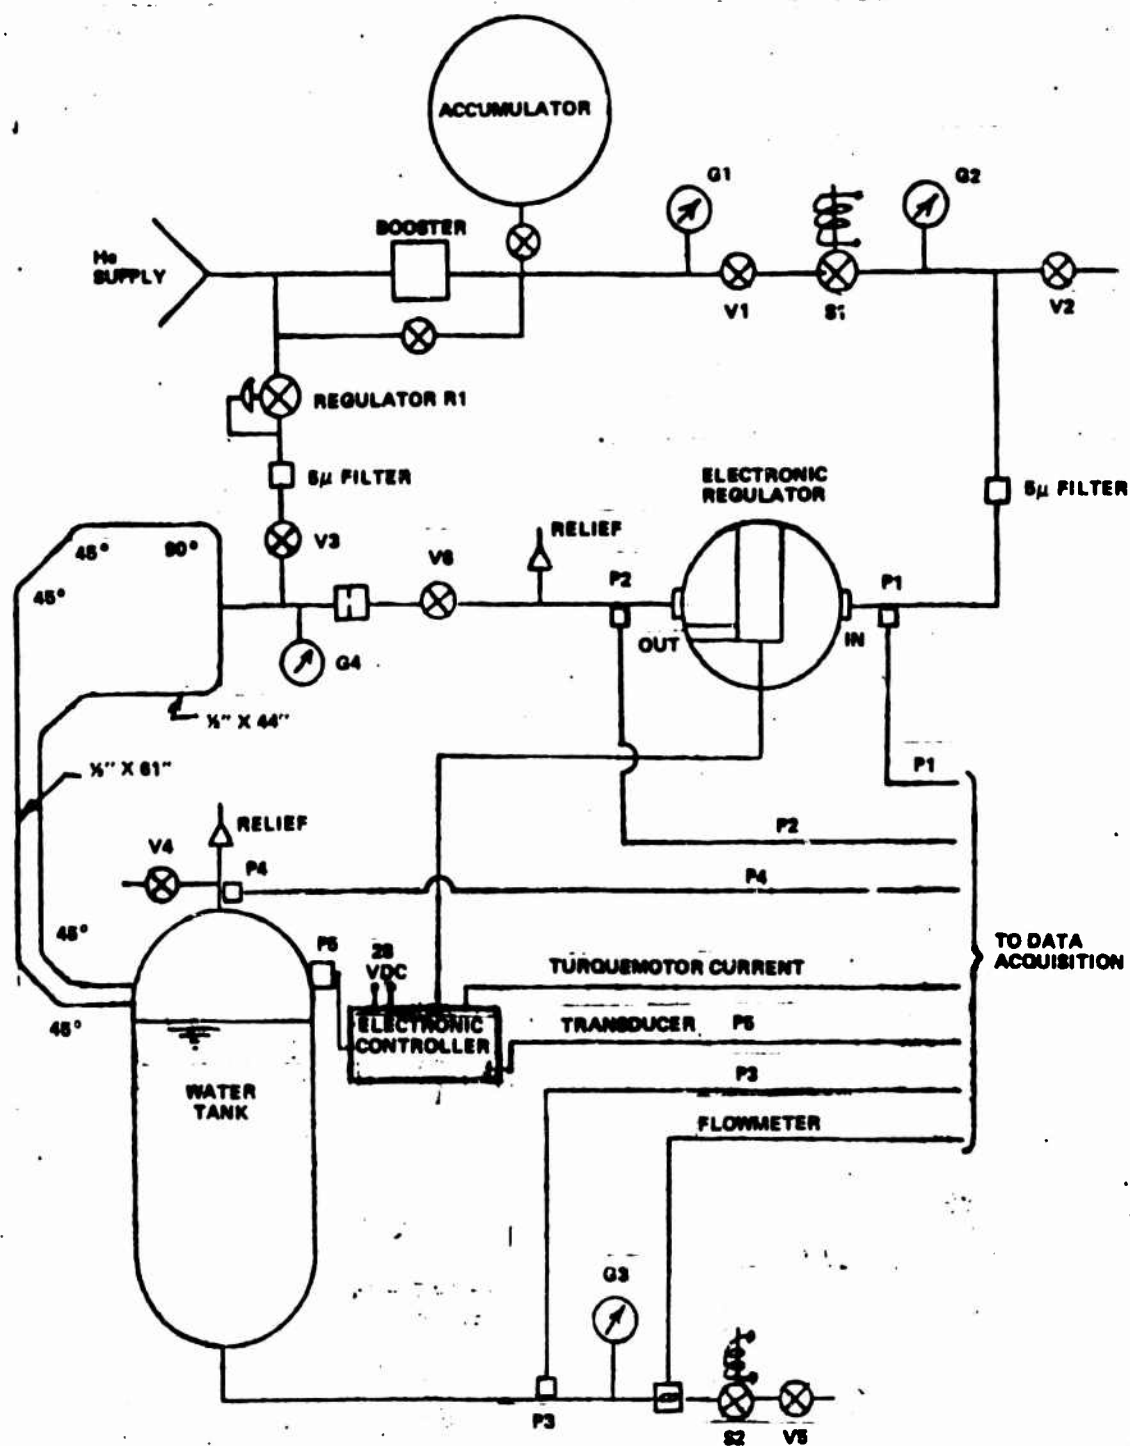 ACCUMULATOR
G1
G2
BOOSTER
He
SUPPLY
V1
S1
V2
REGULATOR R1
5μ FILTER
ELECTRONIC
REGULATOR
5μ FILTER
45°
90°
V3
RELIEF
V6
P2
P1
45°
OUT
IN
G4
½" X 44"
½" X 61"
P1
P2
RELIEF
V4
P4
P4
45°
P5
28
VDC
TO DATA
ACQUISITION
TURQUEMOTOR CURRENT
45°
ELECTRONIC
CONTROLLER
TRANSDUCER P5
WATER
TANK
P3
FLOWMETER
G3
P3
S2
V5